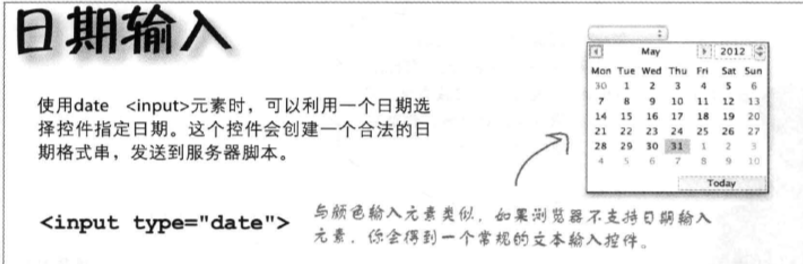 日期输入
使用date <input>元素时，可以利用一个日期选
择控件指定日期。这个控件会创建一个合法的日
期格式串，发送到服务器脚本。
<input type="date">
May 2012
Mon Tue Wed Thu Fri Sat Sun
30 1 2 3 4 5 6
7 8 9 10 11 12 13
14 15 16 17 18 19 20
21 22 23 24 25 26 27
28 29 30 31 1 2 3
4 5 6 7 8 9 10
Today
与颜色输入元素类似，如果浏览器不支持日期输入
元素，你会得到一个常规的文本输入控件。